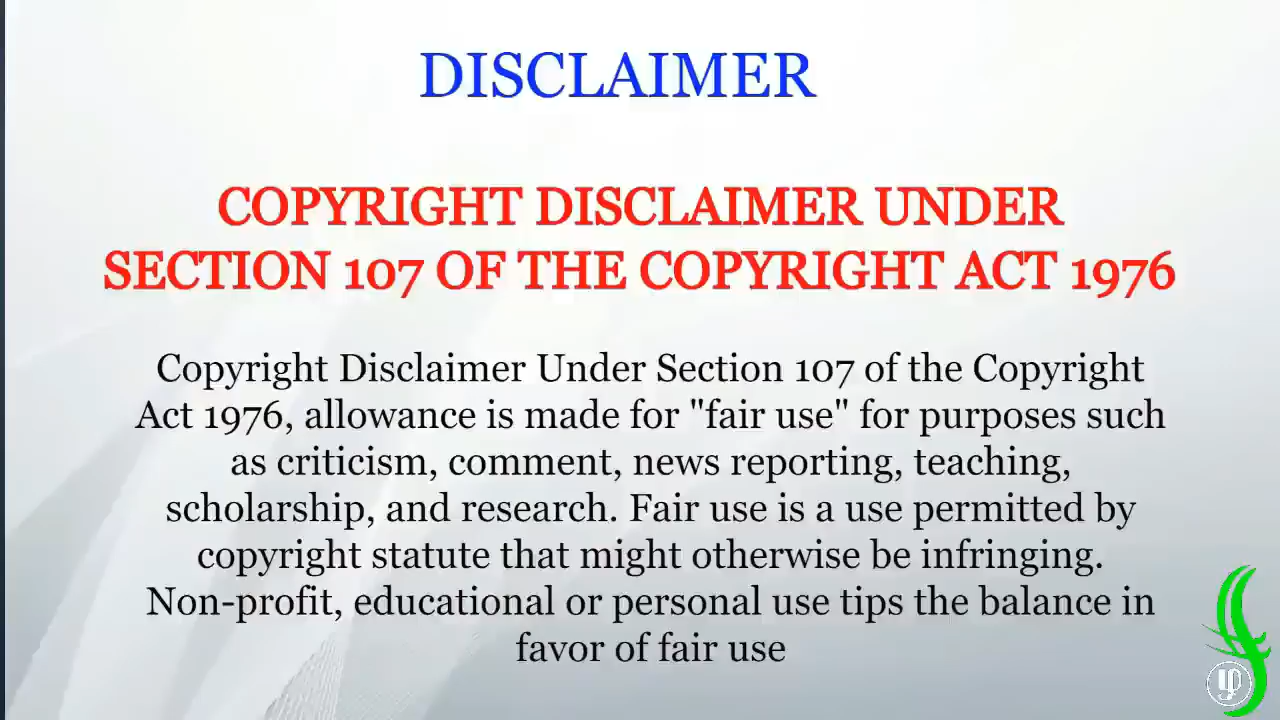 DISCLAIMER
COPYRIGHT DISCLAIMER UNDER
SECTION 107 OF THE COPYRIGHT ACT 1976
Copyright Disclaimer Under Section 107 of the Copyright
Act 1976, allowance is made for "fair use" for purposes such
as criticism, comment, news reporting, teaching,
scholarship, and research. Fair use is a use permitted by
copyright statute that might otherwise be infringing.
Non-profit, educational or personal use tips the balance in
favor of fair use